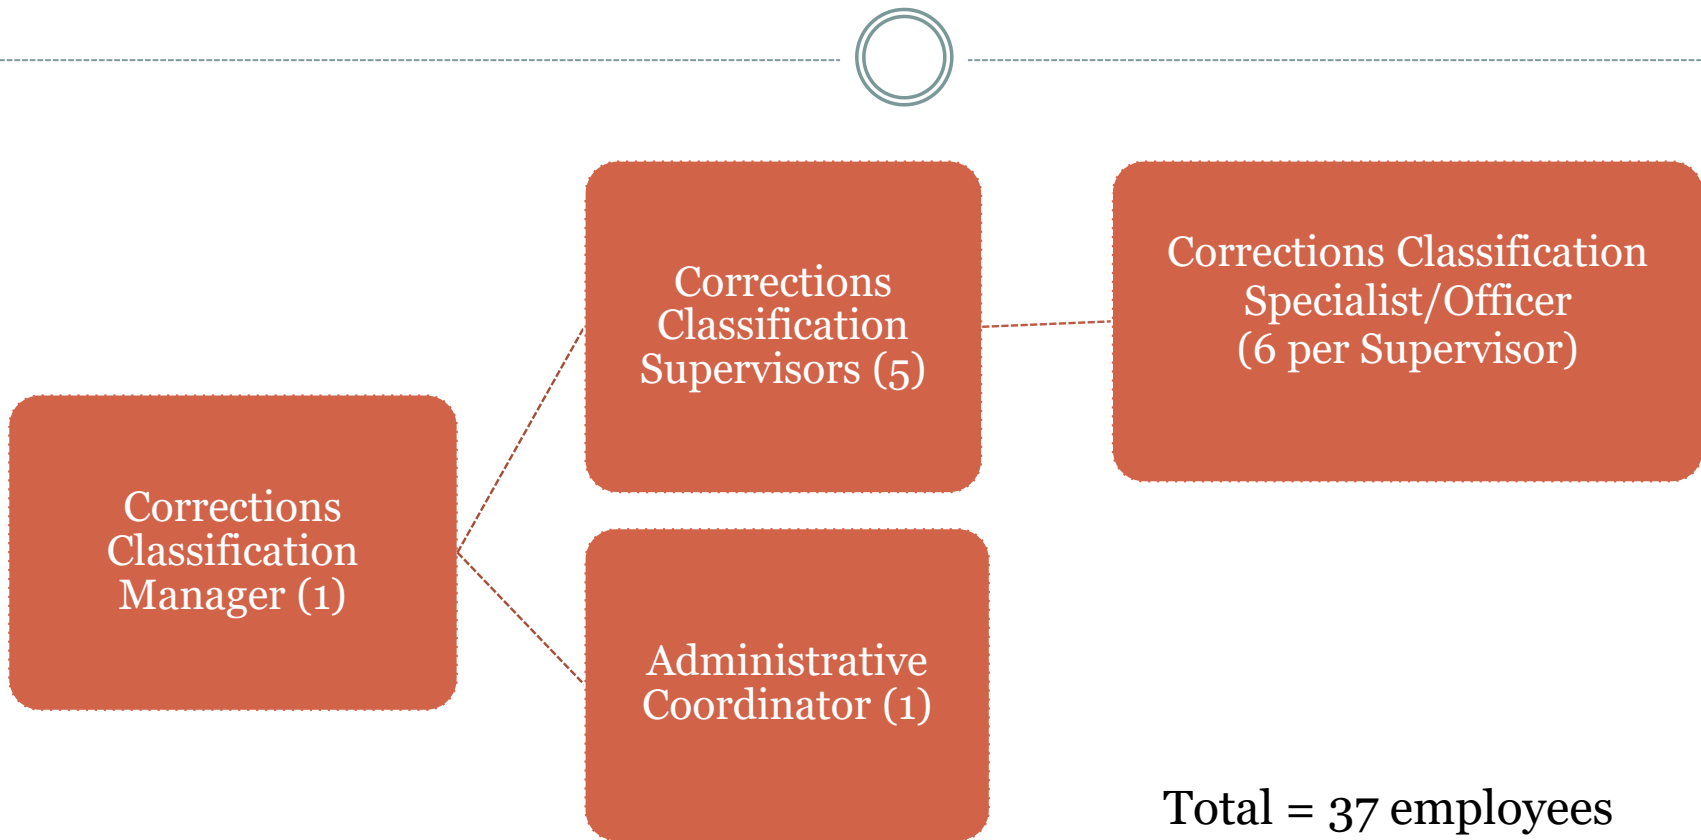 Corrections
Classification
Manager (1)
Corrections
Classification
Supervisors (5)
Administrative
Coordinator (1)
Corrections Classification
Specialist/Officer
(6 per Supervisor)
Total = 37 employees